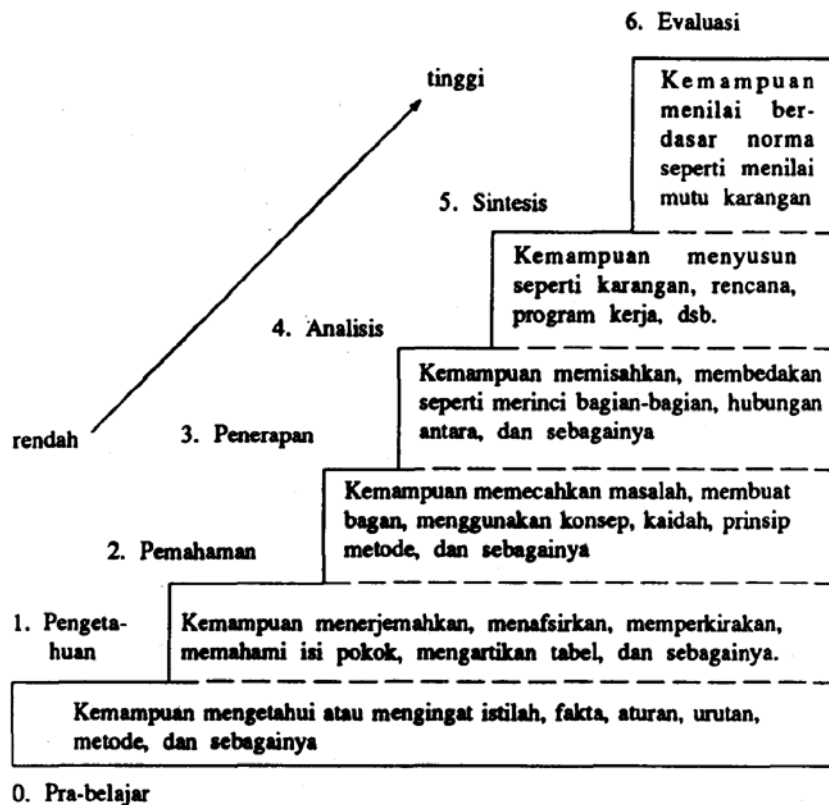 6. Evaluasi
tinggi
Kemampuan
menilai ber-
dasar norma
seperti menilai
mutu karangan
5. Sintesis
Kemampuan menyusun
seperti karangan, rencana,
program kerja, dsb.
4. Analisis
Kemampuan memisahkan, membedakan
seperti merinci bagian-bagian, hubungan
antara, dan sebagainya
rendah
3. Penerapan
Kemampuan memecahkan masalah, membuat
bagan, menggunakan konsep, kaidah, prinsip
metode, dan sebagainya
2. Pemahaman
1. Pengeta-
huan
Kemampuan menerjemahkan, menafsirkan, memperkirakan,
memahami isi pokok, mengartikan tabel, dan sebagainya.
Kemampuan mengetahui atau mengingat istilah, fakta, aturan, urutan,
metode, dan sebagainya
0. Pra-belajar